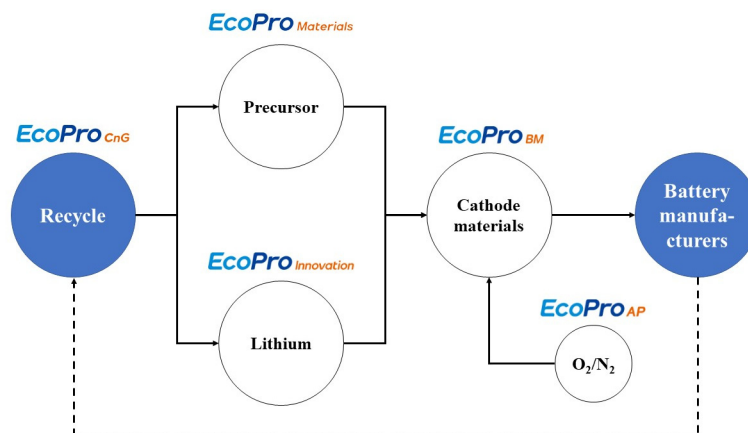 EcoPro Materials
Precursor
EcoPro CnG
Recycle
EcoPro BM
Cathode
materials
Battery
manufa-
cturers
EcoPro Innovation
Lithium
EcoPro AP
O₂/N₂